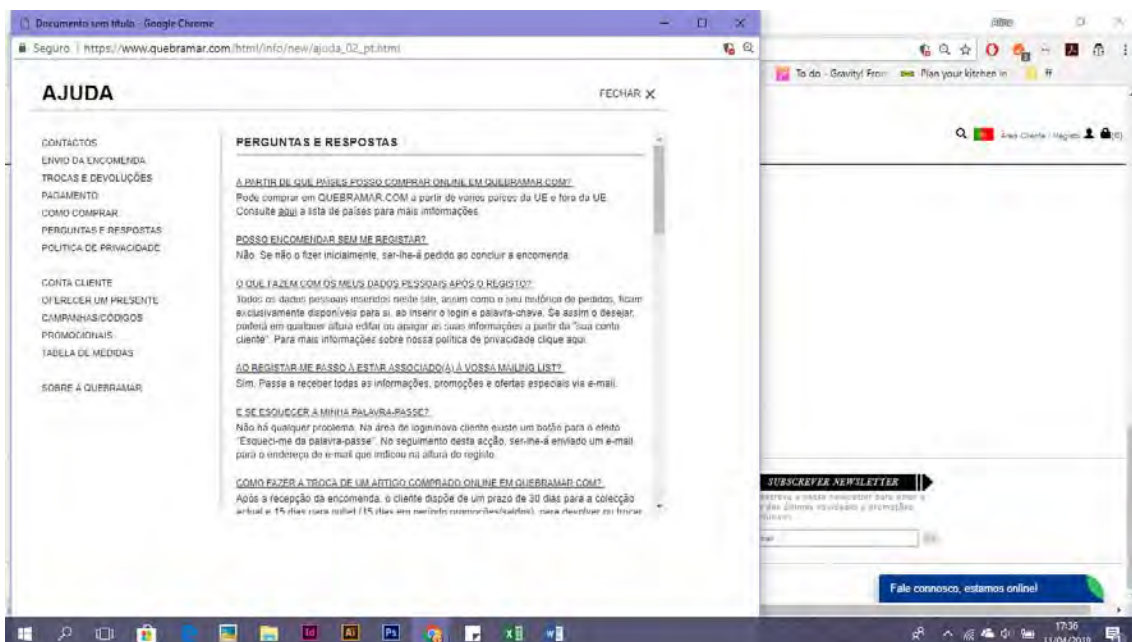 Documento sem título - Google Chrome
Seguro | https://www.quebramar.com/html/info/new/ajuda_02_pt.html
To do - Gravity! From
Plan your kitchen in
AJUDA
FECHAR X
CONTACTOS
ENVIO DA ENCOMENDA
TROCAS E DEVOLUÇÕES
PAGAMENTO
COMO COMPRAR
PERGUNTAS E RESPOSTAS
POLITICA DE PRIVACIDADE
CONTA CLIENTE
OFERECER UM PRESENTE
CAMPANHAS/CÓDIGOS
PROMOCIONAIS
TABELA DE MEDIDAS
SOBRE A QUEBRAMAR
PERGUNTAS E RESPOSTAS
A PARTIR DE QUE PAÍSES POSSO COMPRAR ONLINE EM QUEBRAMAR.COM?
Pode comprar em QUEBRAMAR.COM a partir de varios paises da UE e fora da UE.
Consulte aqui a lista de países para mais informações.
POSSO ENCOMENDAR SEM ME REGISTAR?
Não. Se não o fizer inicialmente, ser-lhe-á pedido ao concluir a encomenda.
O QUE FAZEM COM OS MEUS DADOS PESSOAIS APÓS O REGISTO?
Todos os dados pessoais inseridos neste site, assim como o seu histórico de pedidos, ficam
exclusivamente disponíveis para si, ao inserir o login e palavra-chave. Se assim o desejar,
poderá em qualquer altura editar ou apagar as suas informações a partir da "sua conta
cliente". Para mais informações sobre nossa política de privacidade clique aqui.
AO REGISTAR-ME PASSO A ESTAR ASSOCIADO(A) À VOSSA MAILING LIST?
Sim. Passa a receber todas as informações, promoções e ofertas especiais via e-mail.
E SE ESQUECER A MINHA PALAVRA-PASSE?
Não há qualquer problema. Na área de login/nova cliente existe um botão para o efeito
"Esqueci-me da palavra-passe". No seguimento desta acção, ser-lhe-á enviado um e-mail
para o endereço de e-mail que indicou na altura do registo.
COMO FAZER A TROCA DE UM ARTIGO COMPRADO ONLINE EM QUEBRAMAR.COM?
Após a recepção da encomenda, o cliente dispõe de um prazo de 30 dias para a colecção
actual e 15 dias para outlet (15 dias em período promoções/saldos), para devolver ou trocar
Área Cliente / Registo
(0)
SUBSCREVER NEWSLETTER
Fale connosco, estamos online!
17:36
11/04/2018